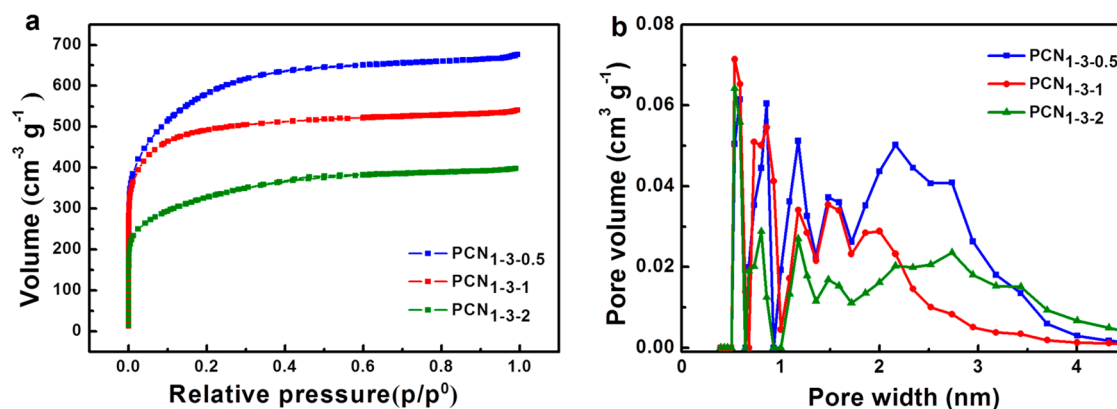 a
Volume (cm⁻³ g⁻¹)
700
600
500
400
300
200
100
0
PCN1-3-0.5
PCN1-3-1
PCN1-3-2
0.0 0.2 0.4 0.6 0.8 1.0
Relative pressure(p/p⁰)
b
Pore volume (cm³ g⁻¹)
0.08
0.06
0.04
0.02
0.00
PCN1-3-0.5
PCN1-3-1
PCN1-3-2
0 1 2 3 4
Pore width (nm)